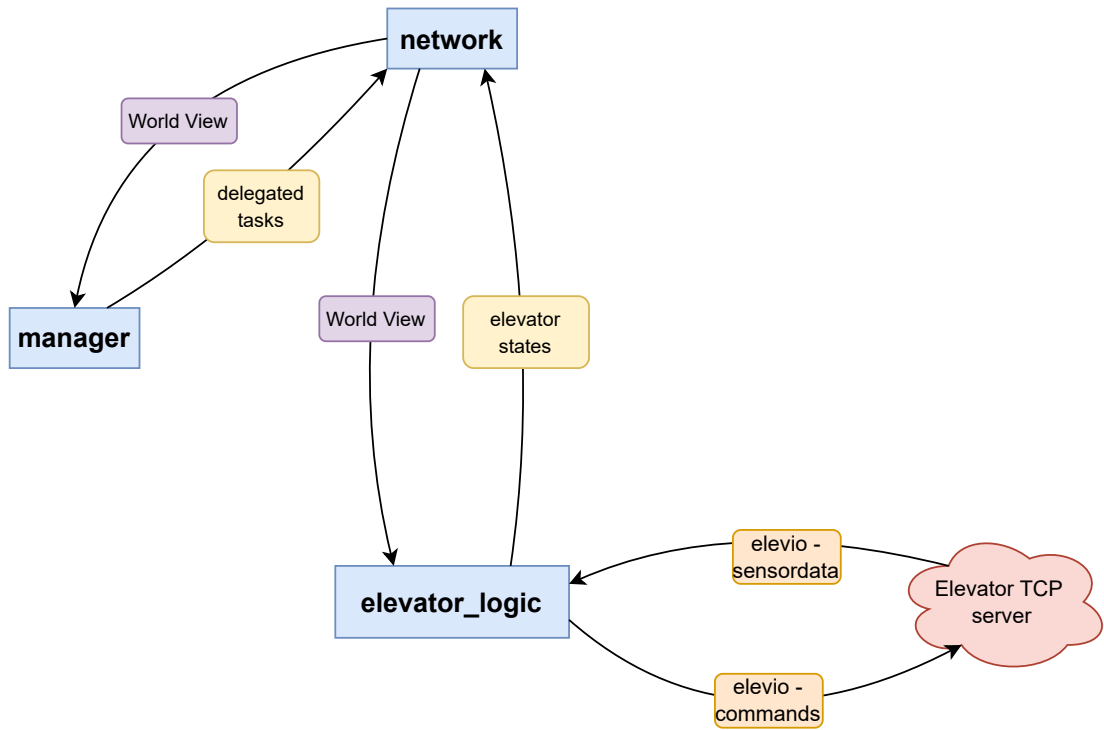 network
World View
delegated
tasks
manager
World View
elevator
states
elevator_logic
elevio -
sensordata
Elevator TCP
server
elevio -
commands